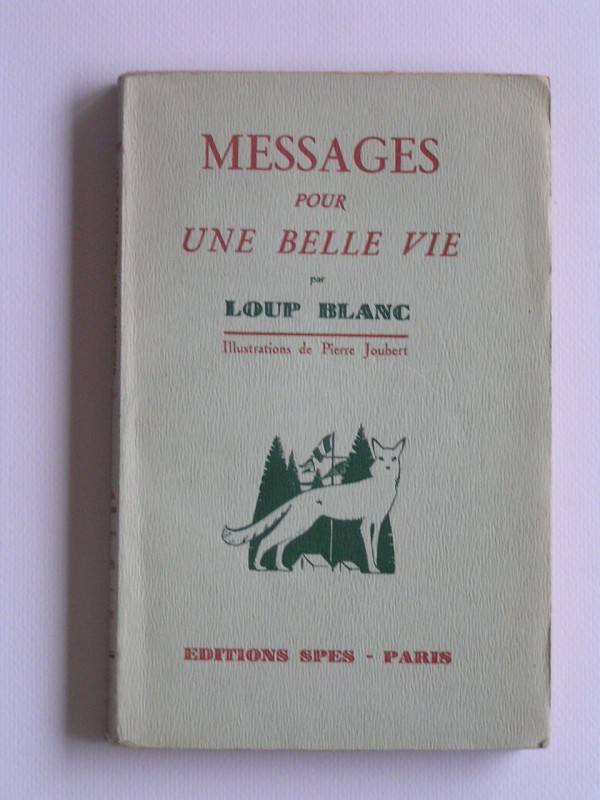 MESSAGES
POUR
UNE BELLE VIE
par
LOUP BLANC
Illustrations de Pierre Joubert
EDITIONS SPES - PARIS